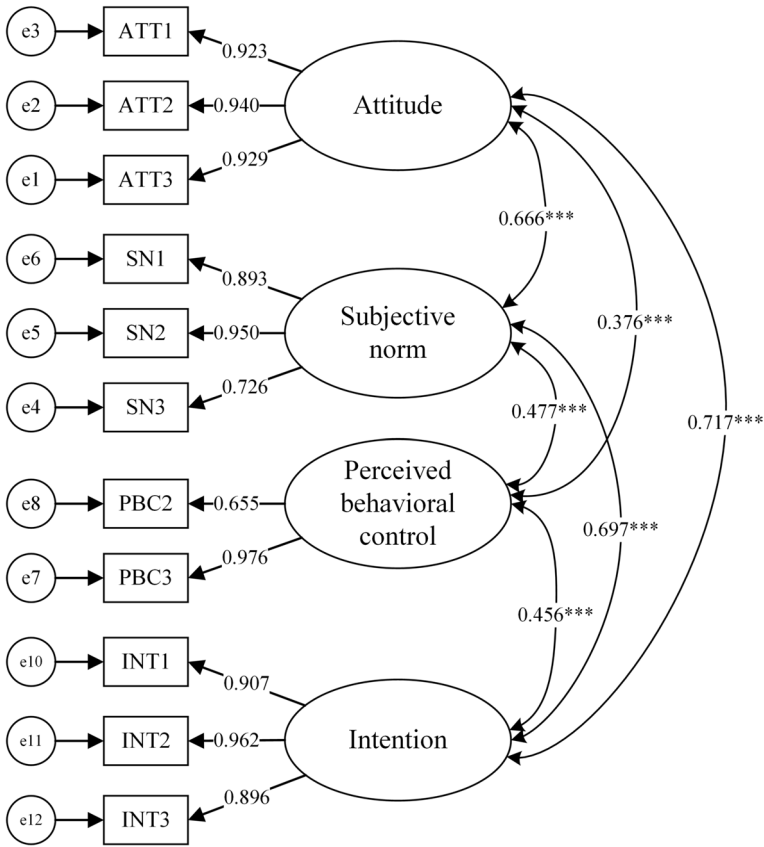 e3
ATT1
0.923
e2
ATT2
0.940
Attitude
e1
ATT3
0.929
0.666***
e6
SN1
0.893
e5
SN2
0.950
Subjective
norm
0.376***
e4
SN3
0.726
0.477***
0.717***
e8
PBC2
0.655
Perceived
behavioral
control
e7
PBC3
0.976
0.697***
0.456***
e10
INT1
0.907
e11
INT2
0.962
Intention
e12
INT3
0.896